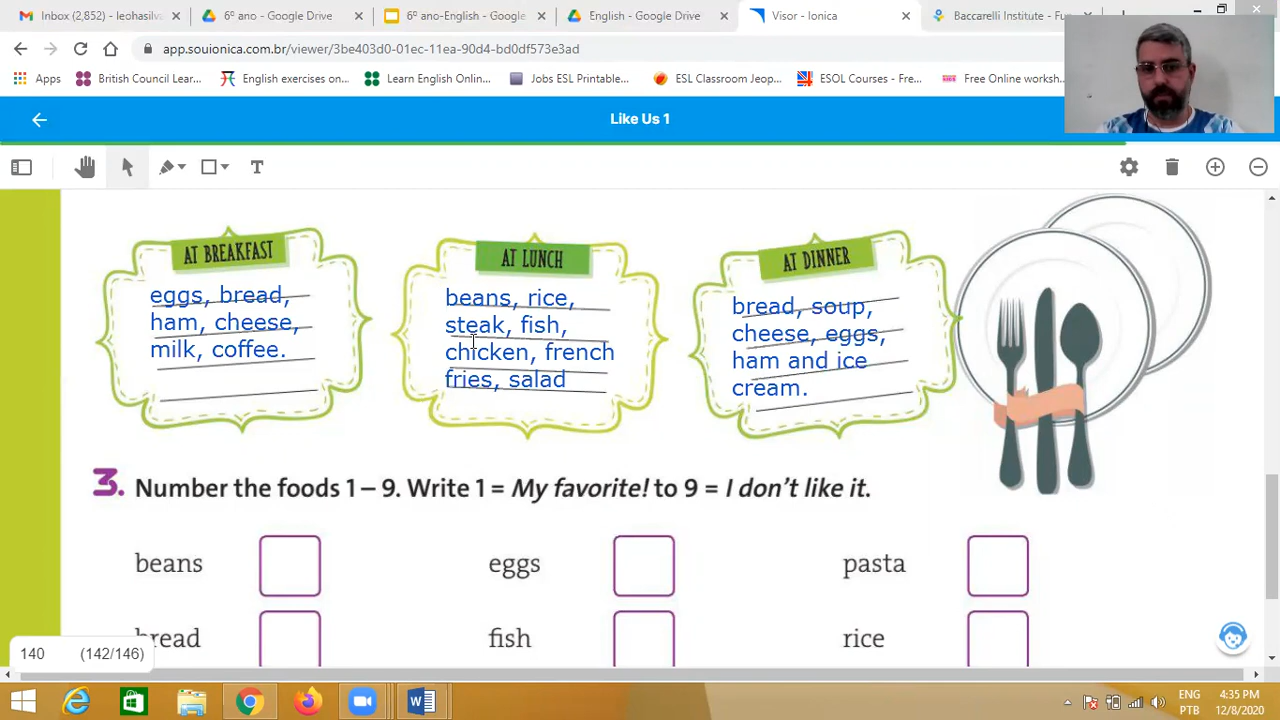 Inbox (2,852) - leohasilv
6º ano - Google Drive
6º ano-English - Google
English - Google Drive
Visor - Ionica
Baccarelli Institute - Fu
app.souionica.com.br/viewer/3be403d0-01ec-11ea-90d4-bd0df573e3ad
Apps
British Council Lear...
English exercises on...
Learn English Onlin...
Jobs ESL Printable...
ESL Classroom Jeop...
ESOL Courses - Fre...
Free Online worksh...
Like Us 1
T
AT BREAKFAST
eggs, bread,
ham, cheese,
milk, coffee.
AT LUNCH
beans, rice,
steak, fish,
chicken, french
fries, salad
AT DINNER
bread, soup,
cheese, eggs,
ham and ice
cream.
3. Number the foods 1 – 9. Write 1 = My favorite! to 9 = I don't like it.
beans
eggs
pasta
bread
fish
rice
140 (142/146)
ENG
PTB
4:35 PM
12/8/2020